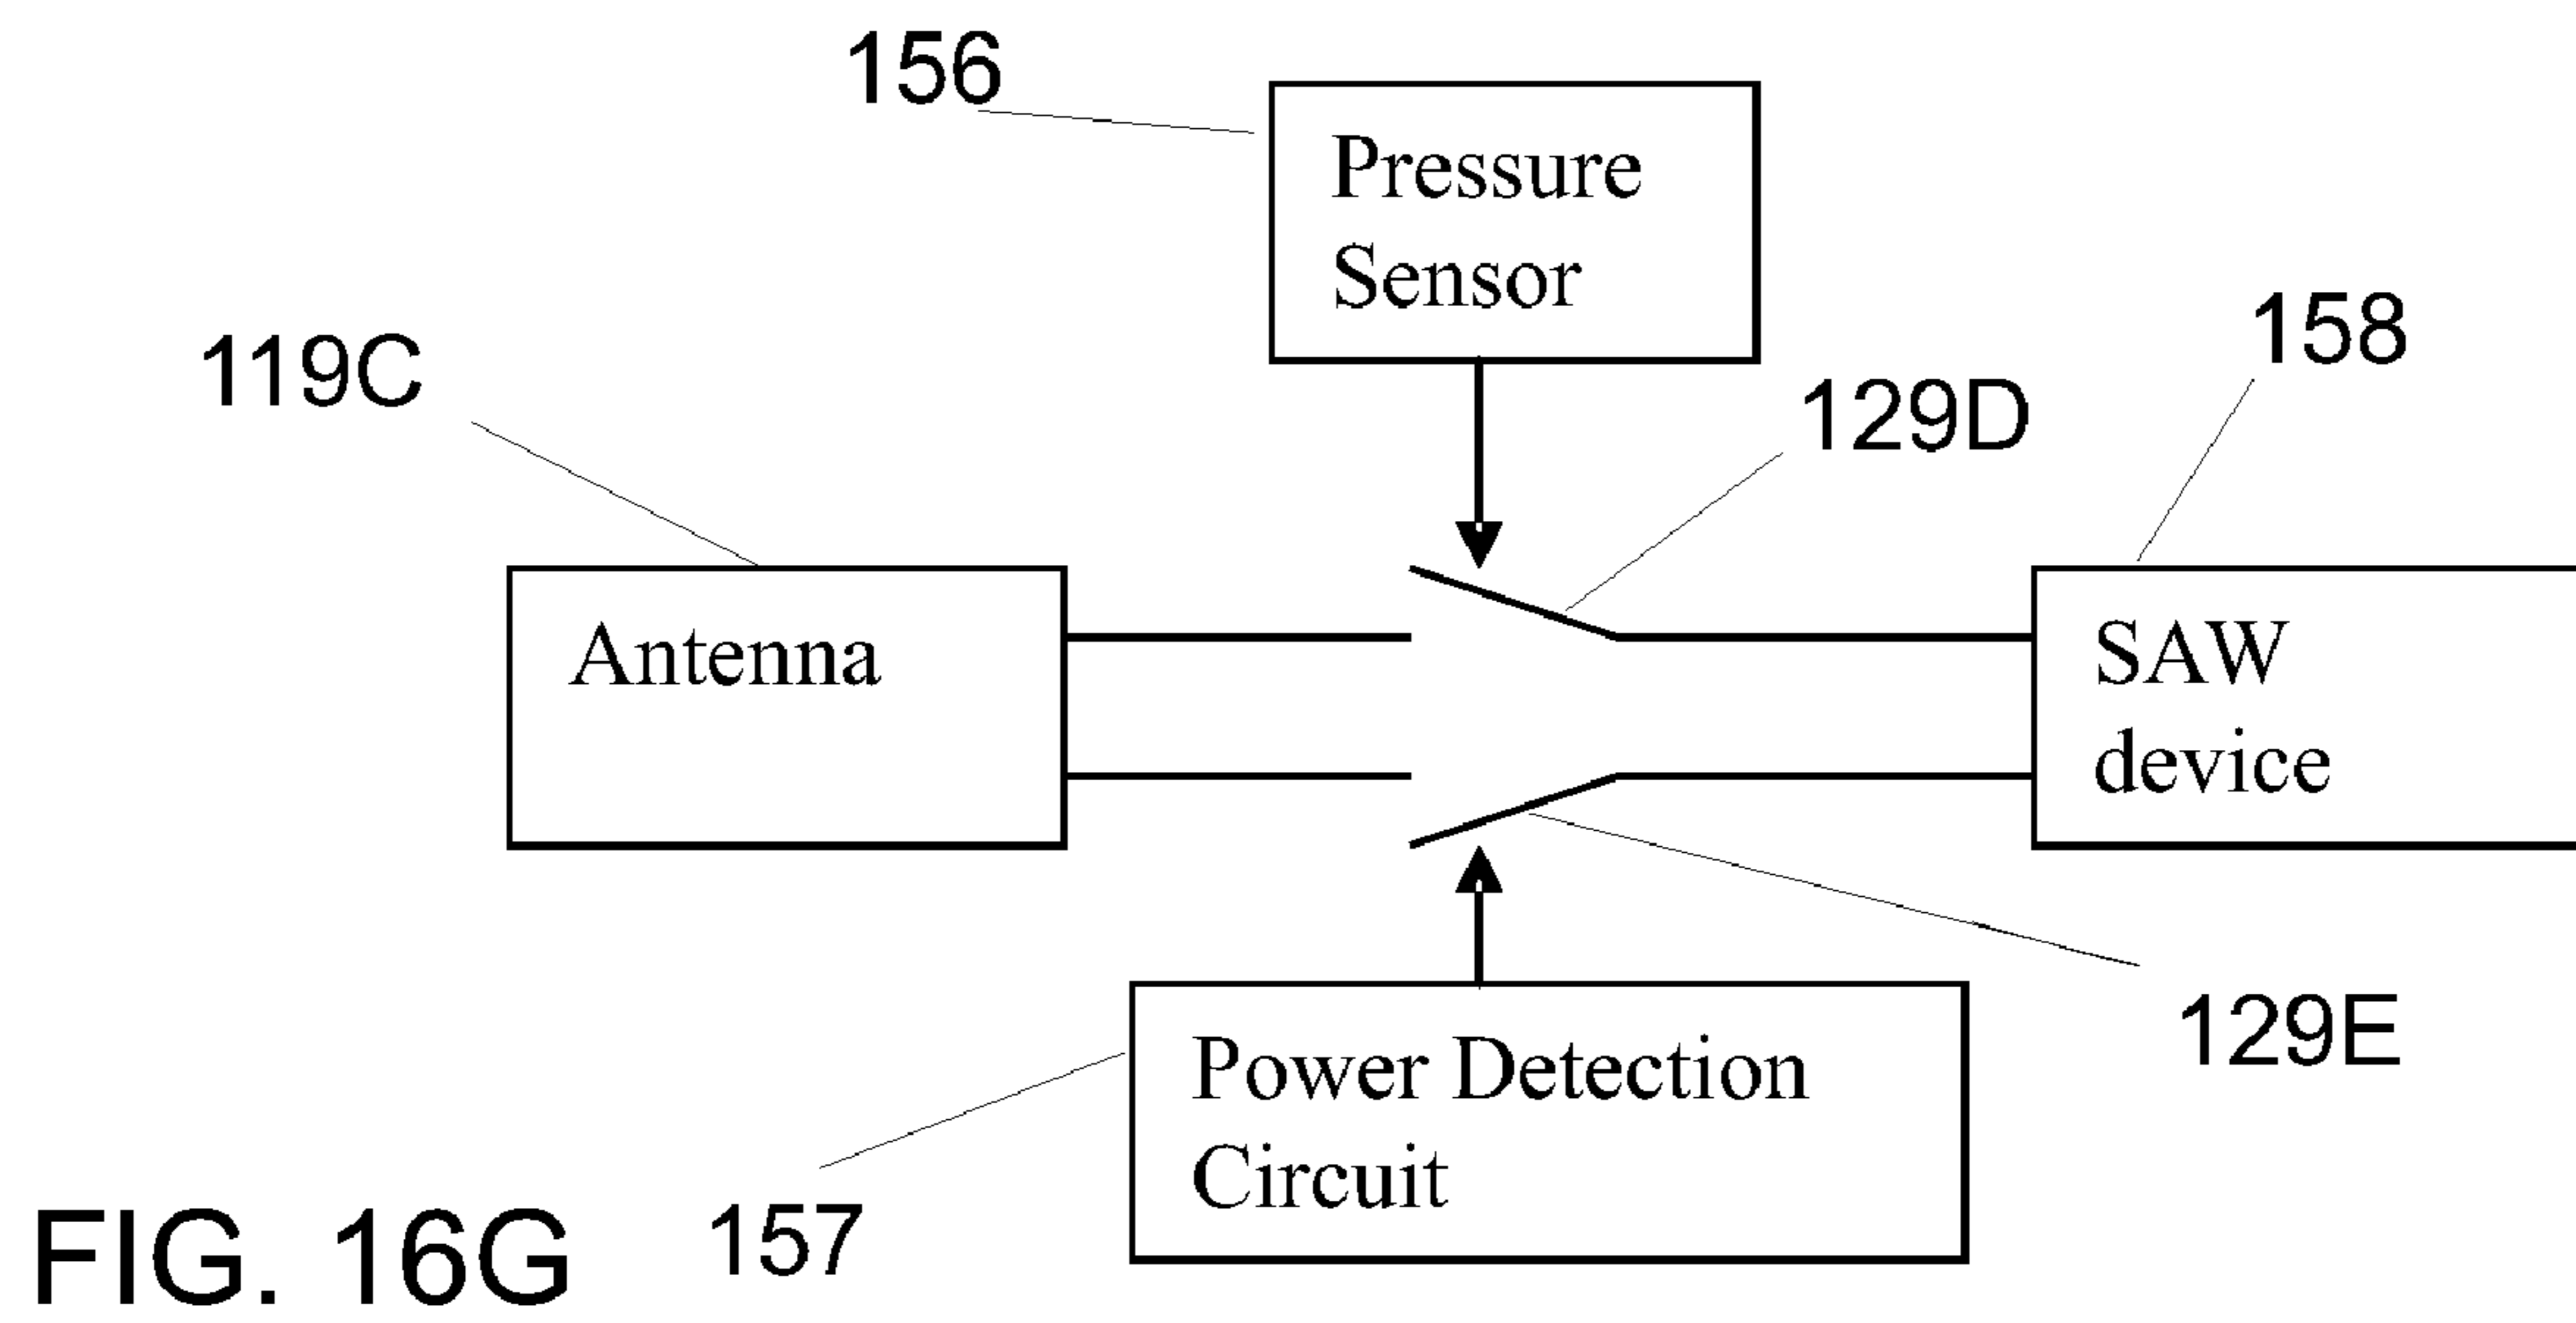 156
Pressure
Sensor
158
119C
129D
Antenna
SAW
device
129E
Power Detection
Circuit
157
FIG. 16G